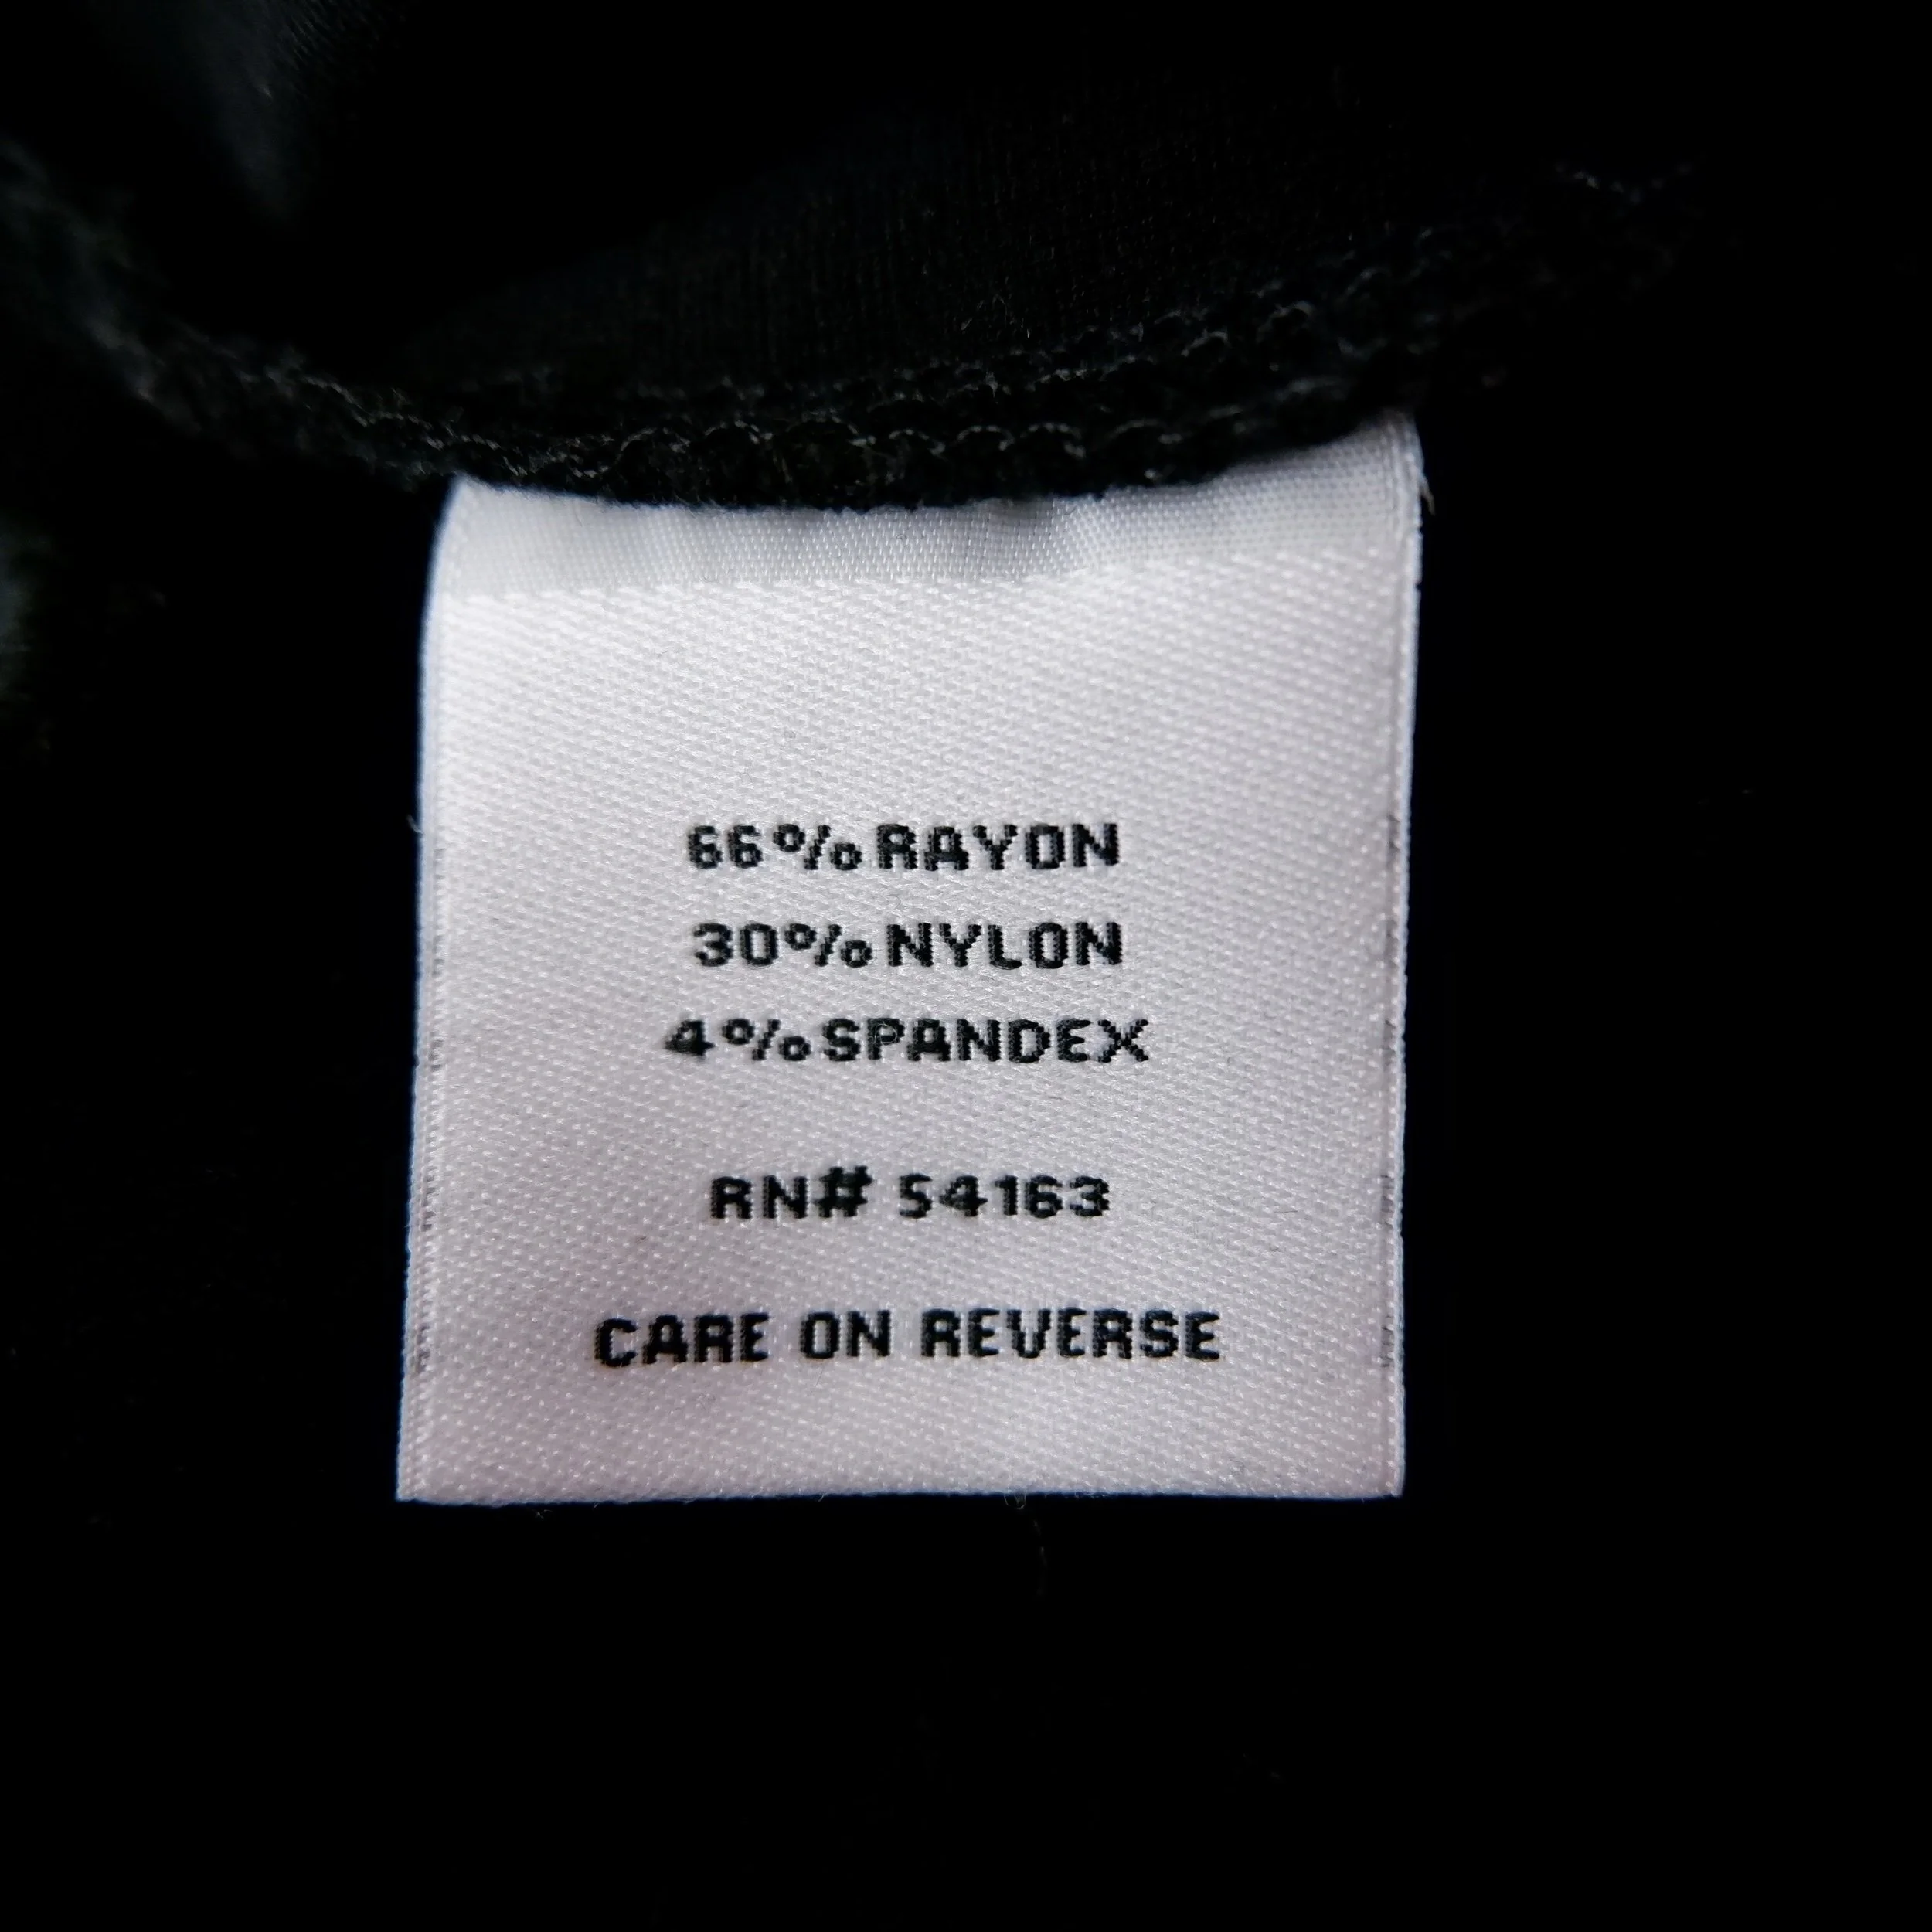 66% RAYON
30% NYLON
4% SPANDEX
RN# 54163
CARE ON REVERSE